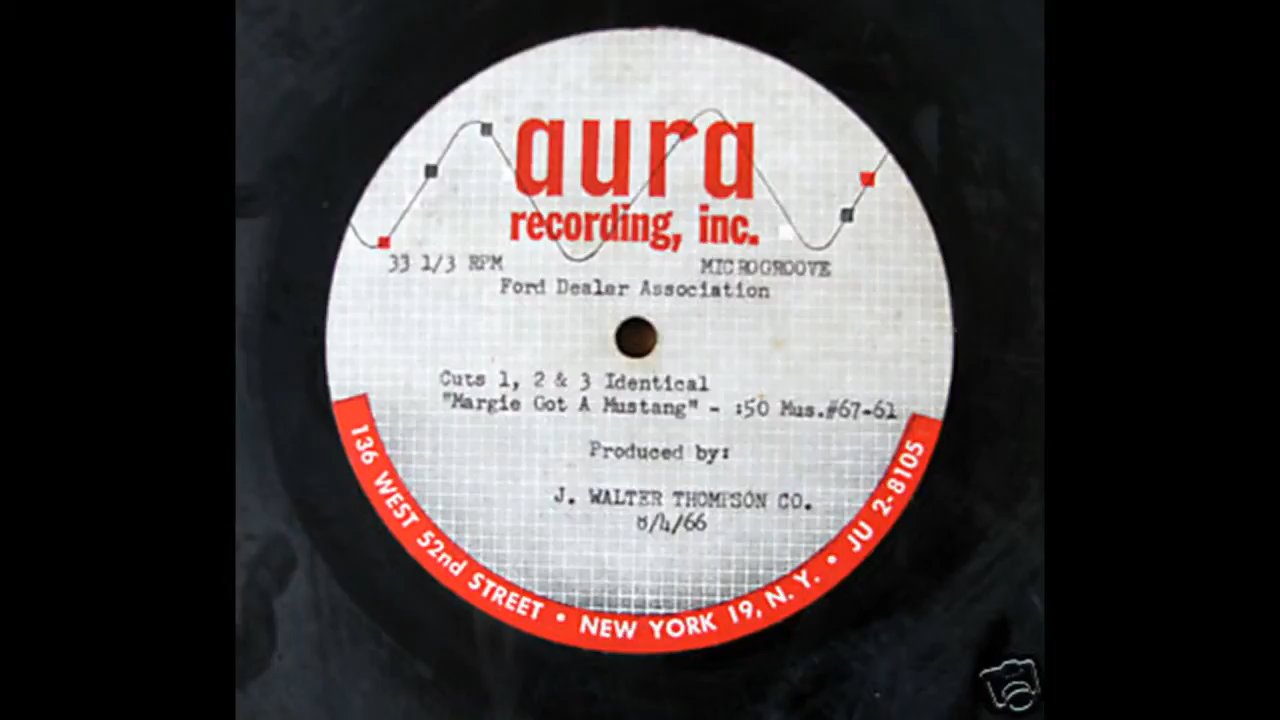 aura
recording, inc.
33 1/3 RPM MICROGROOVE
Ford Dealer Association
Cuts 1, 2 & 3 Identical
"Margie Got A Mustang" - :50 Mus.#67-61
Produced by:
J. WALTER THOMPSON CO.
8/4/66
136 WEST 52nd STREET • NEW YORK 19, N. Y. • JU 2-8105